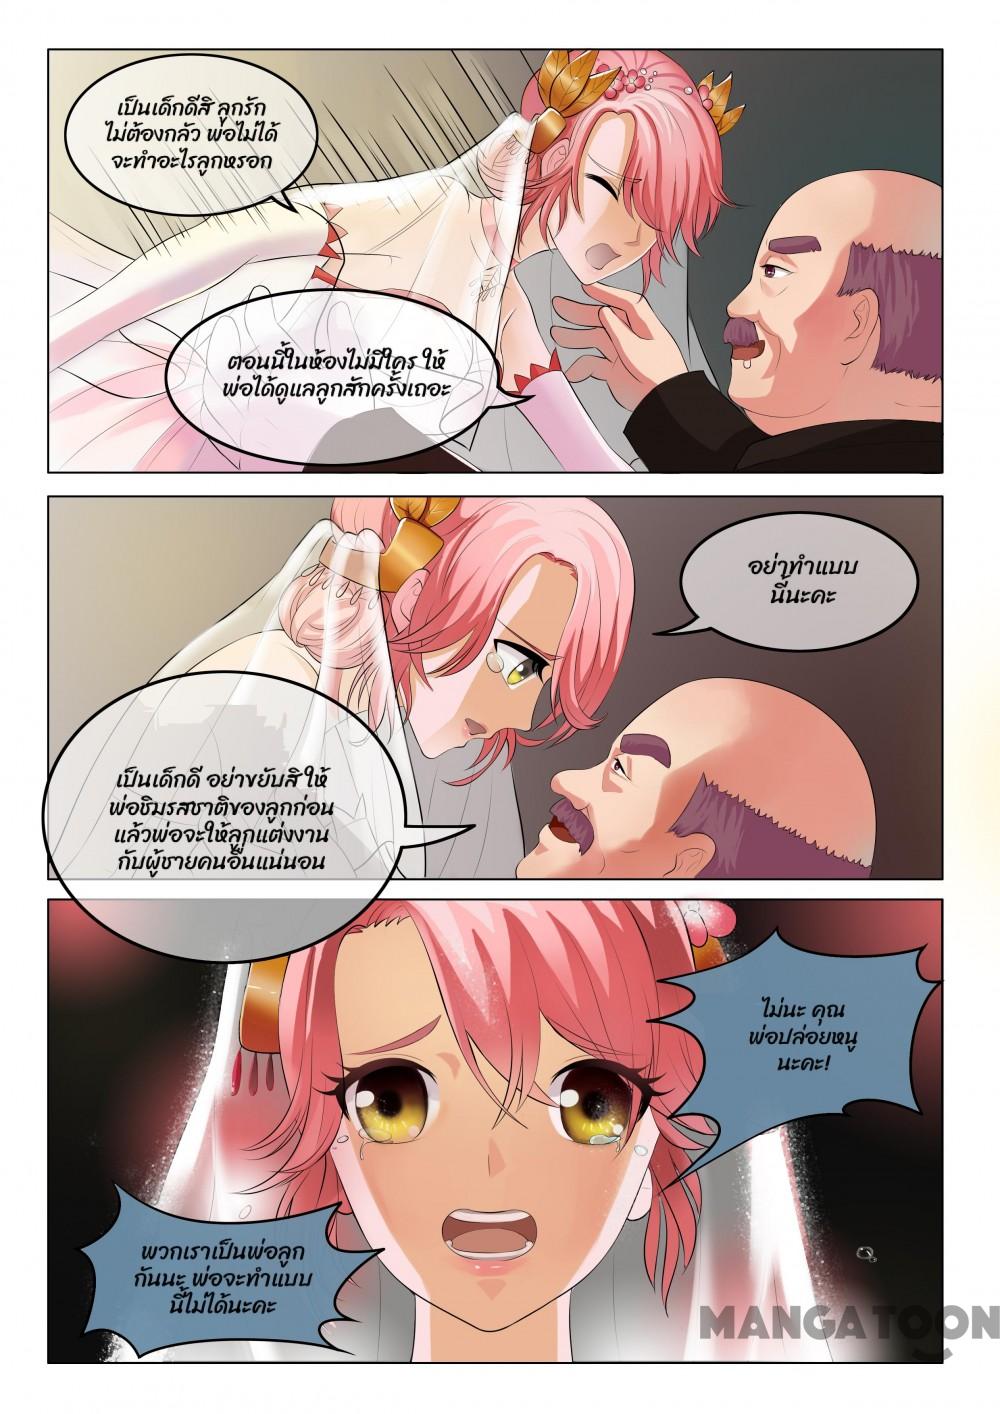 เป็นเด็กดีสิ ลูกรัก
ไม่ต้องกลัว พ่อไม่ได้
จะทำอะไรลูกหรอก
ตอนนี้ในห้องไม่มีใคร ให้
พ่อได้ดูแลลูกสักครั้งเถอะ
อย่าทำแบบ
นี้นะคะ
เป็นเด็กดี อย่าขยับสิ ให้
พ่อชิมรสชาติของลูกก่อน
แล้วพ่อจะให้ลูกแต่งงาน
กับผู้ชายคนอื่นแน่นอน
ไม่นะ คุณ
พ่อปล่อยหนู
นะคะ!
พวกเราเป็นพ่อลูก
กันนะ พ่อจะทำแบบ
นี้ไม่ได้นะคะ
MANGATOON